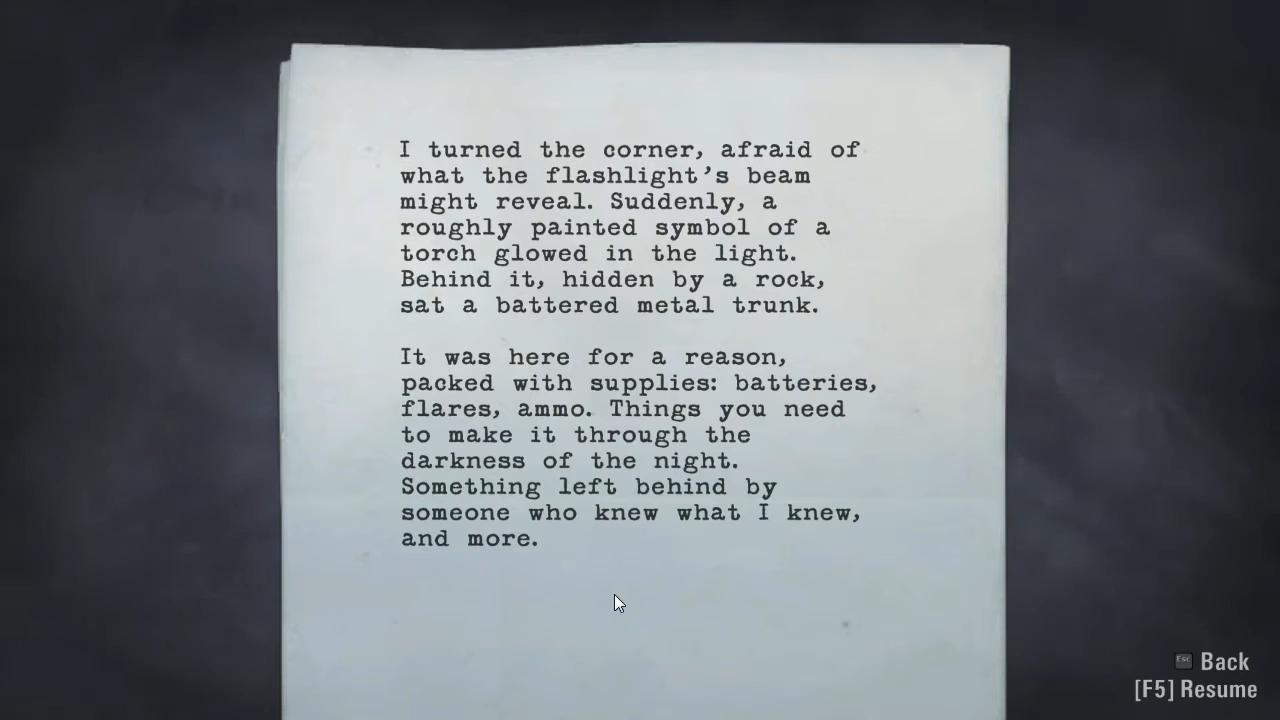 I turned the corner, afraid of
what the flashlight’s beam
might reveal. Suddenly, a
roughly painted symbol of a
torch glowed in the light.
Behind it, hidden by a rock,
sat a battered metal trunk.
It was here for a reason,
packed with supplies: batteries,
flares, ammo. Things you need
to make it through the
darkness of the night.
Something left behind by
someone who knew what I knew,
and more.
Esc Back
[F5] Resume